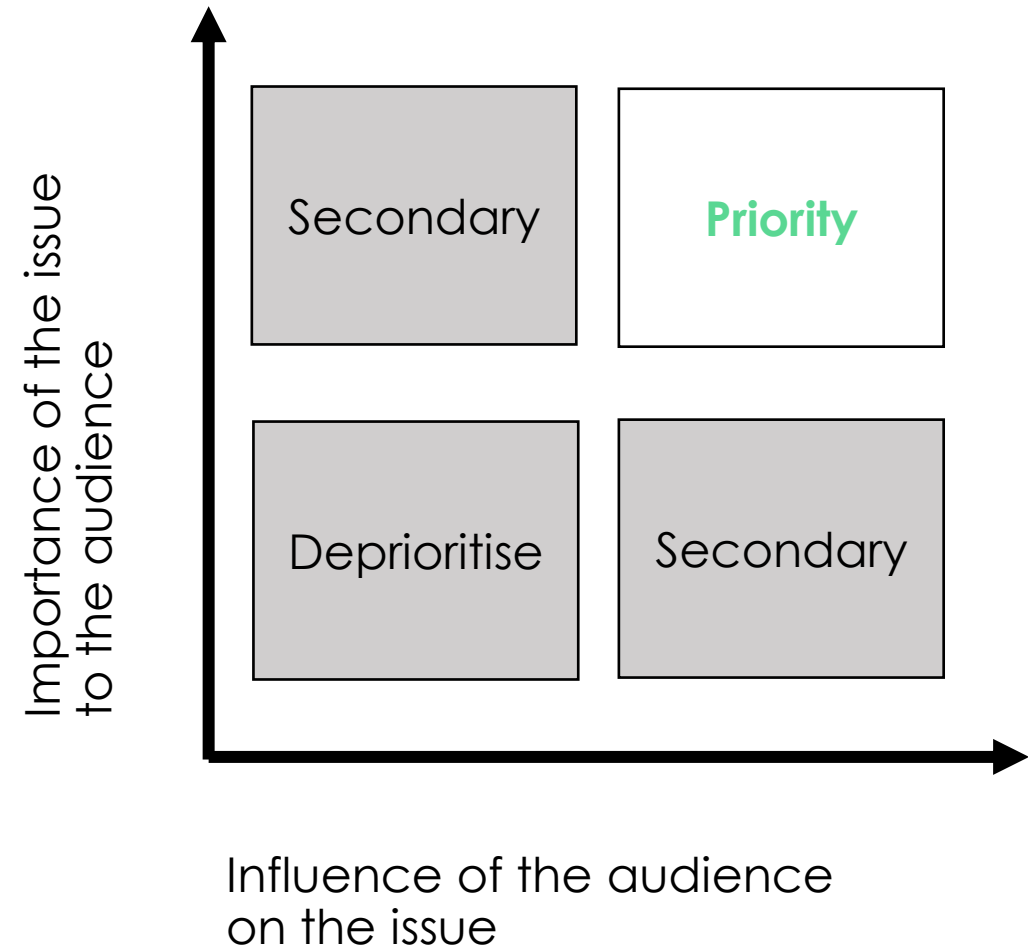 Importance of the issue
to the audience
Secondary
Priority
Deprioritise
Secondary
Influence of the audience
on the issue